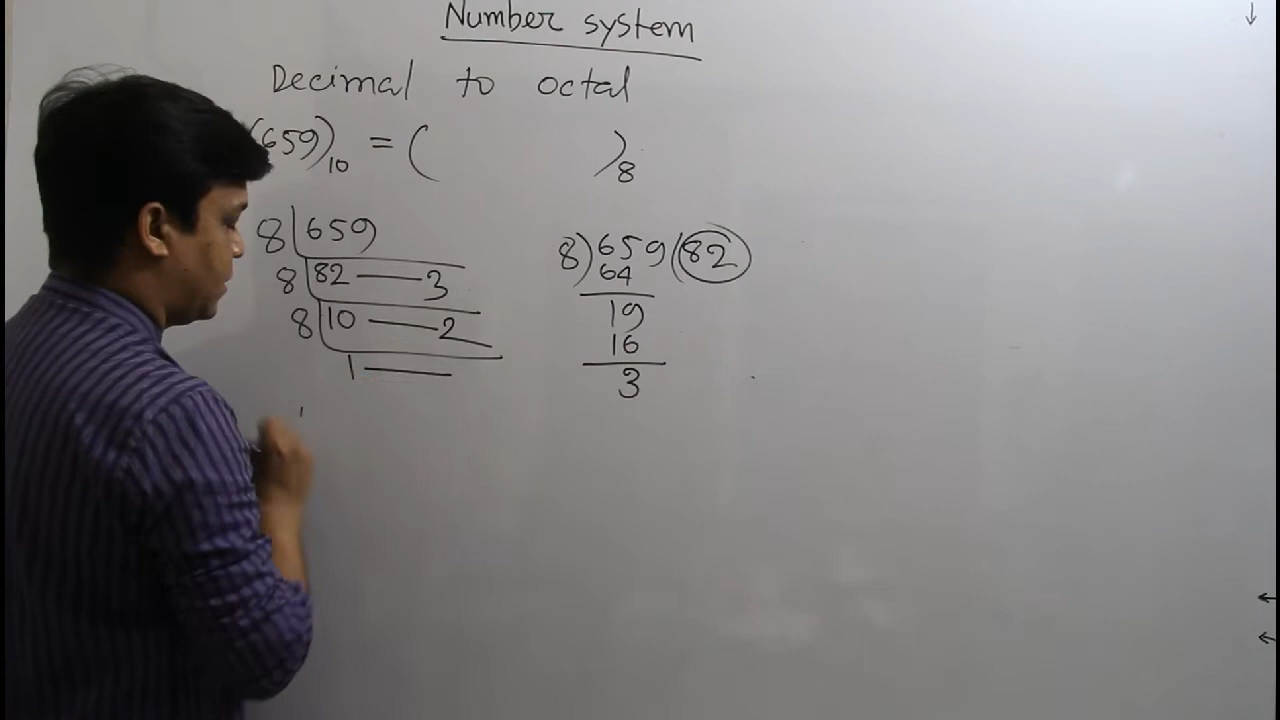 Number system
Decimal to octal
(659)10 = ( )8
8 659
8 82 — 3
8 10 — 2
1 —
8) 659 (82
64
19
16
3